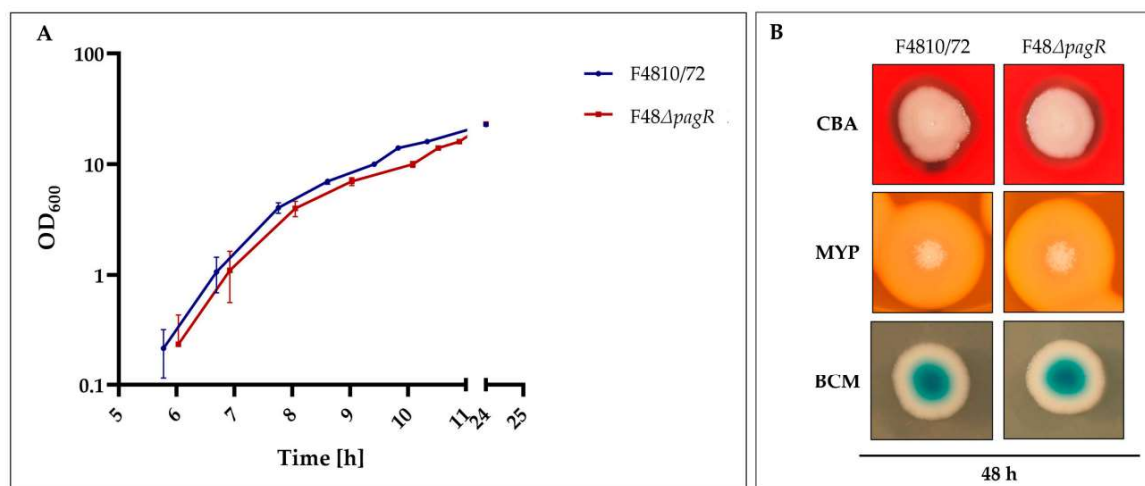 A
100
10
1
0.1
OD600
5
6
7
8
9
10
11
24
25
Time [h]
F4810/72
F48ΔpagR
B
F4810/72
F48ΔpagR
CBA
MYP
BCM
48 h